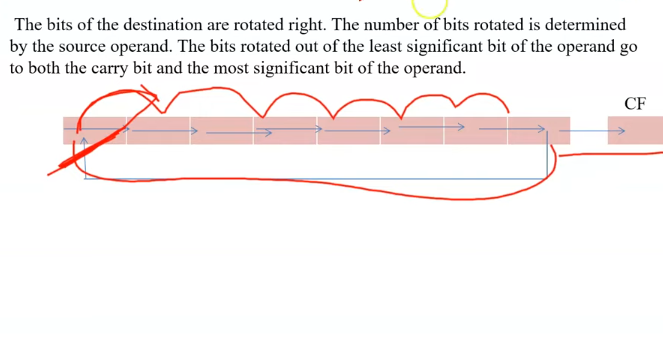 The bits of the destination are rotated right. The number of bits rotated is determined
by the source operand. The bits rotated out of the least significant bit of the operand go
to both the carry bit and the most significant bit of the operand.
CF